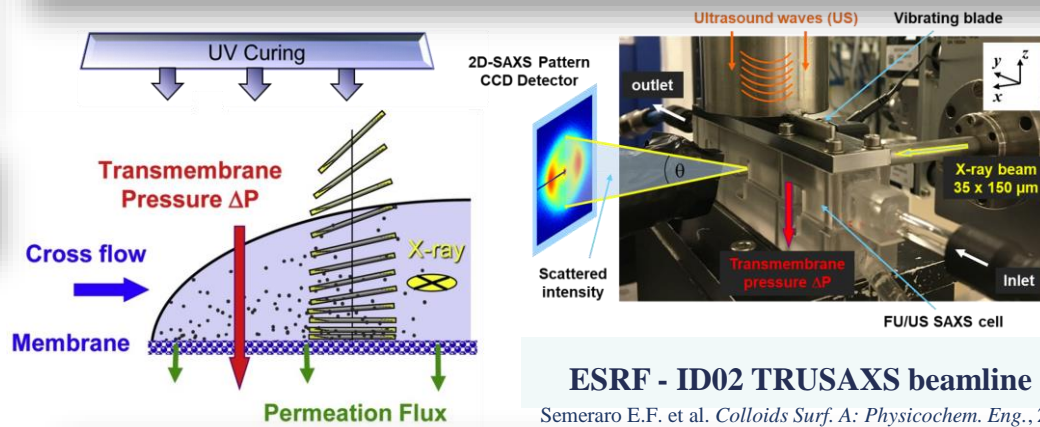 UV Curing
Transmembrane
Pressure ΔP
Cross flow
X-ray
Membrane
Permeation Flux
Ultrasound waves (US)
Vibrating blade
2D-SAXS Pattern
CCD Detector
outlet
z
y
x
θ
X-ray beam
35 x 150 µm
Transmembrane
pressure ΔP
Scattered
intensity
Inlet
FU/US SAXS cell
ESRF - ID02 TRUSAXS beamline
Semeraro E.F. et al. Colloids Surf. A: Physicochem. Eng.,